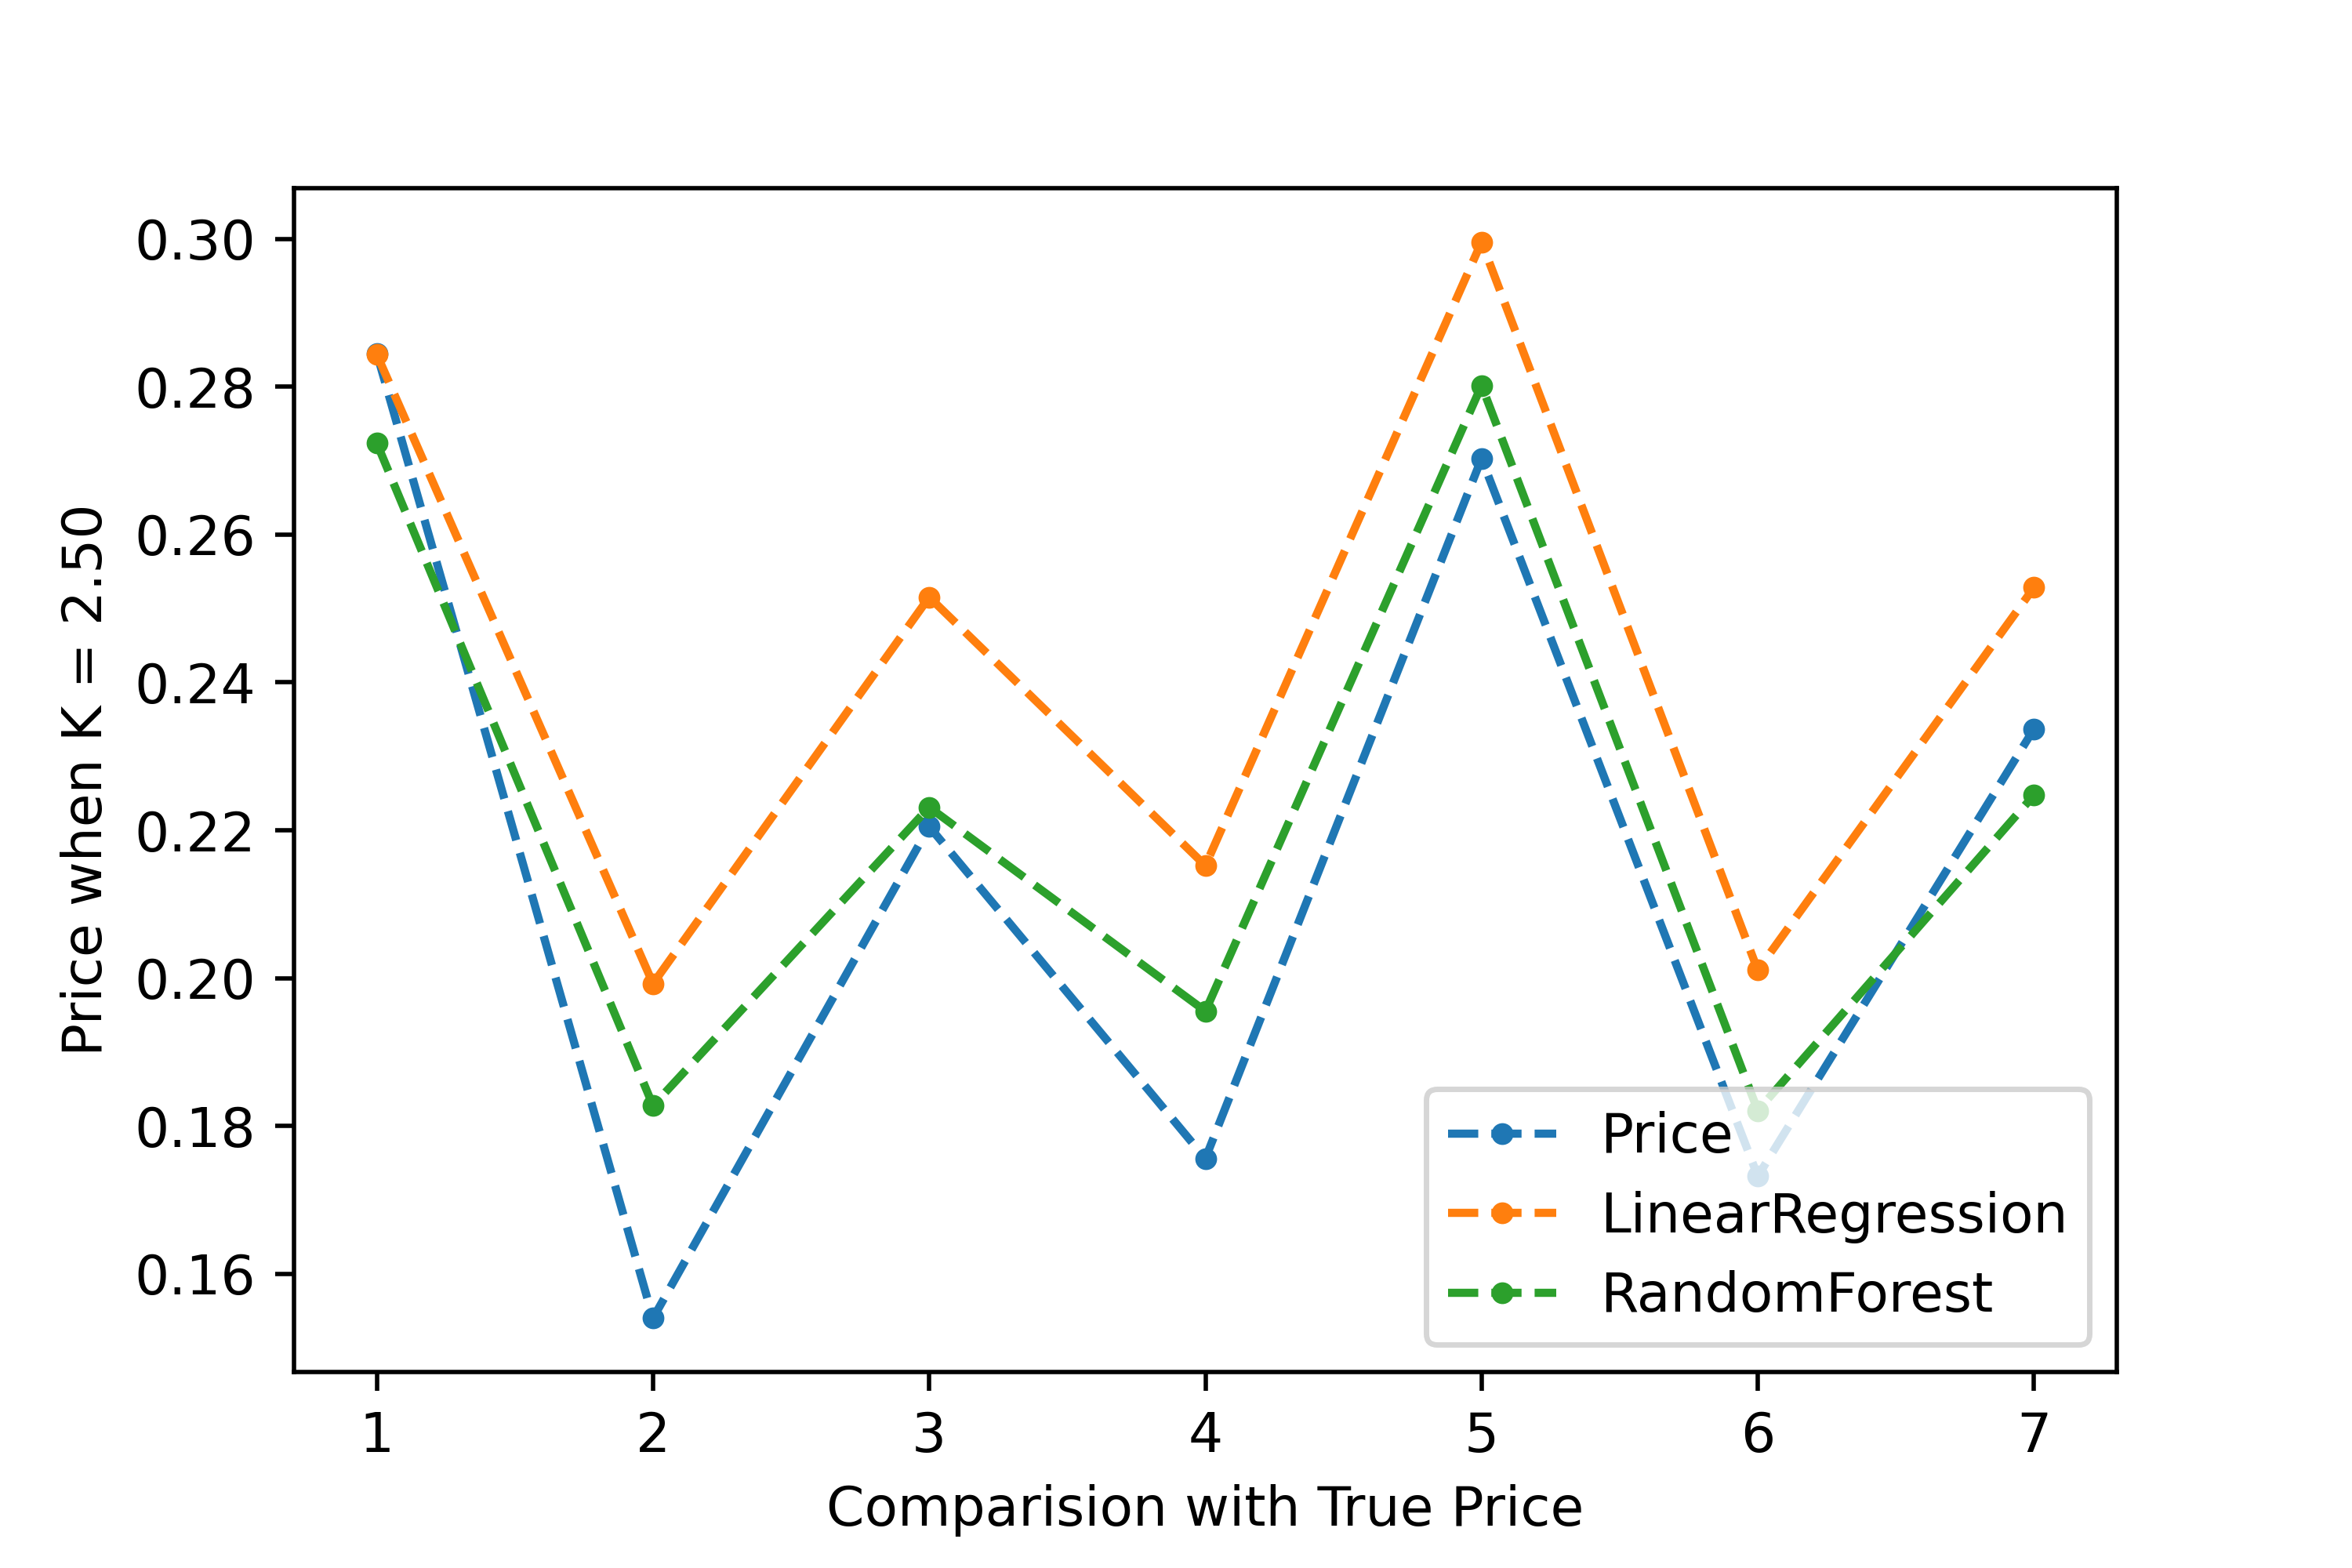 0.30
0.28
0.26
0.24
0.22
0.20
0.18
0.16
Price when K = 2.50
Price
LinearRegression
RandomForest
1 2 3 4 5 6 7
Comparision with True Price